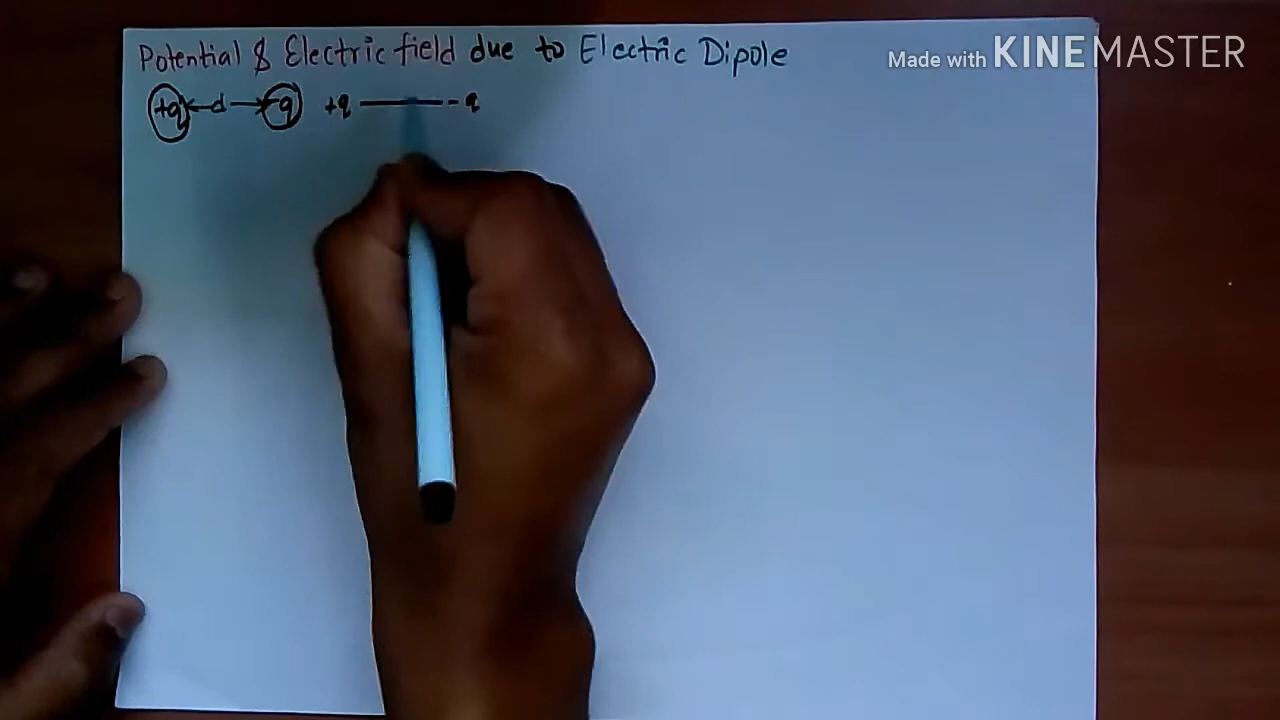 Potential & Electric field due to Electric Dipole
Made with KINEMASTER
+q d -q +q - q